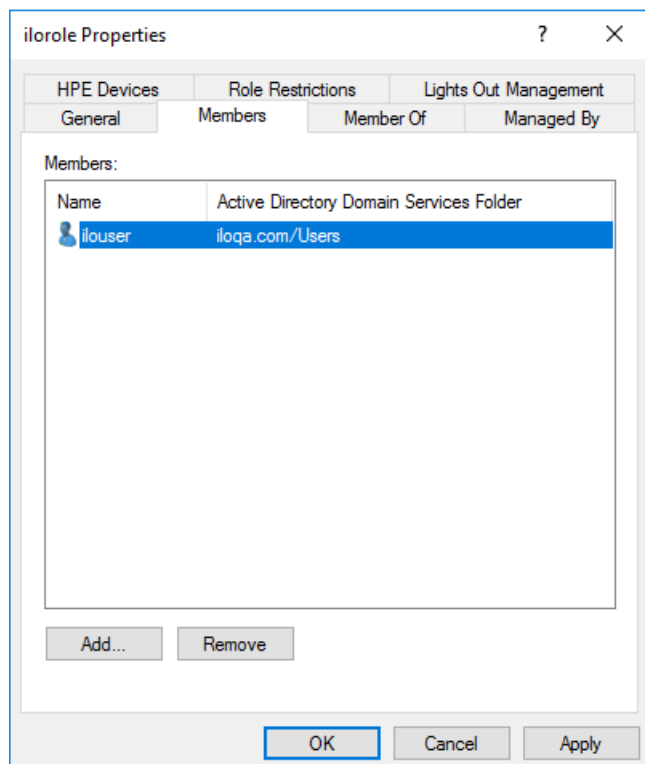 ilorole Properties
? X
HPE Devices Role Restrictions Lights Out Management
General Members Member Of Managed By
Members:
Name Active Directory Domain Services Folder
ilouser iloqa.com/Users
Add... Remove
OK Cancel Apply